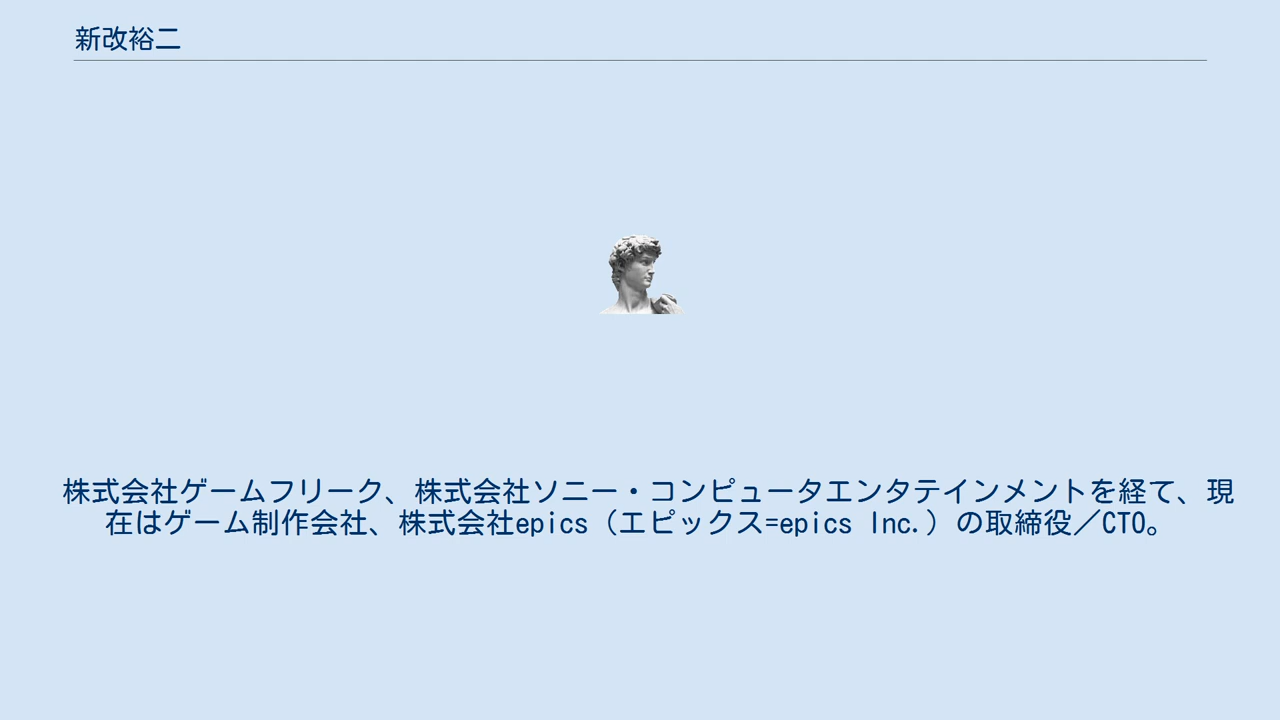 新改裕二
株式会社ゲームフリーク、株式会社ソニー・コンピュータエンタテインメントを経て、現
在はゲーム制作会社、株式会社epics（エピックス=epics Inc.）の取締役／CTO。